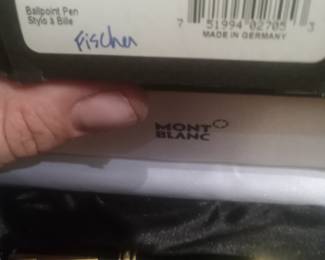 Ballpoint Pen
Stylo à Bille
Fischer
7 51994 02705 3
MADE IN GERMANY
MONT
BLANC